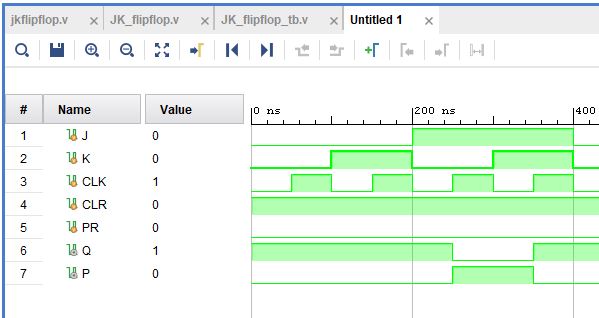 jkflipflop.v × JK_flipflop.v × JK_flipflop_tb.v × Untitled 1 ×
# Name Value 0 ns 200 ns 400
1 J 0
2 K 0
3 CLK 1
4 CLR 0
5 PR 0
6 Q 1
7 P 0